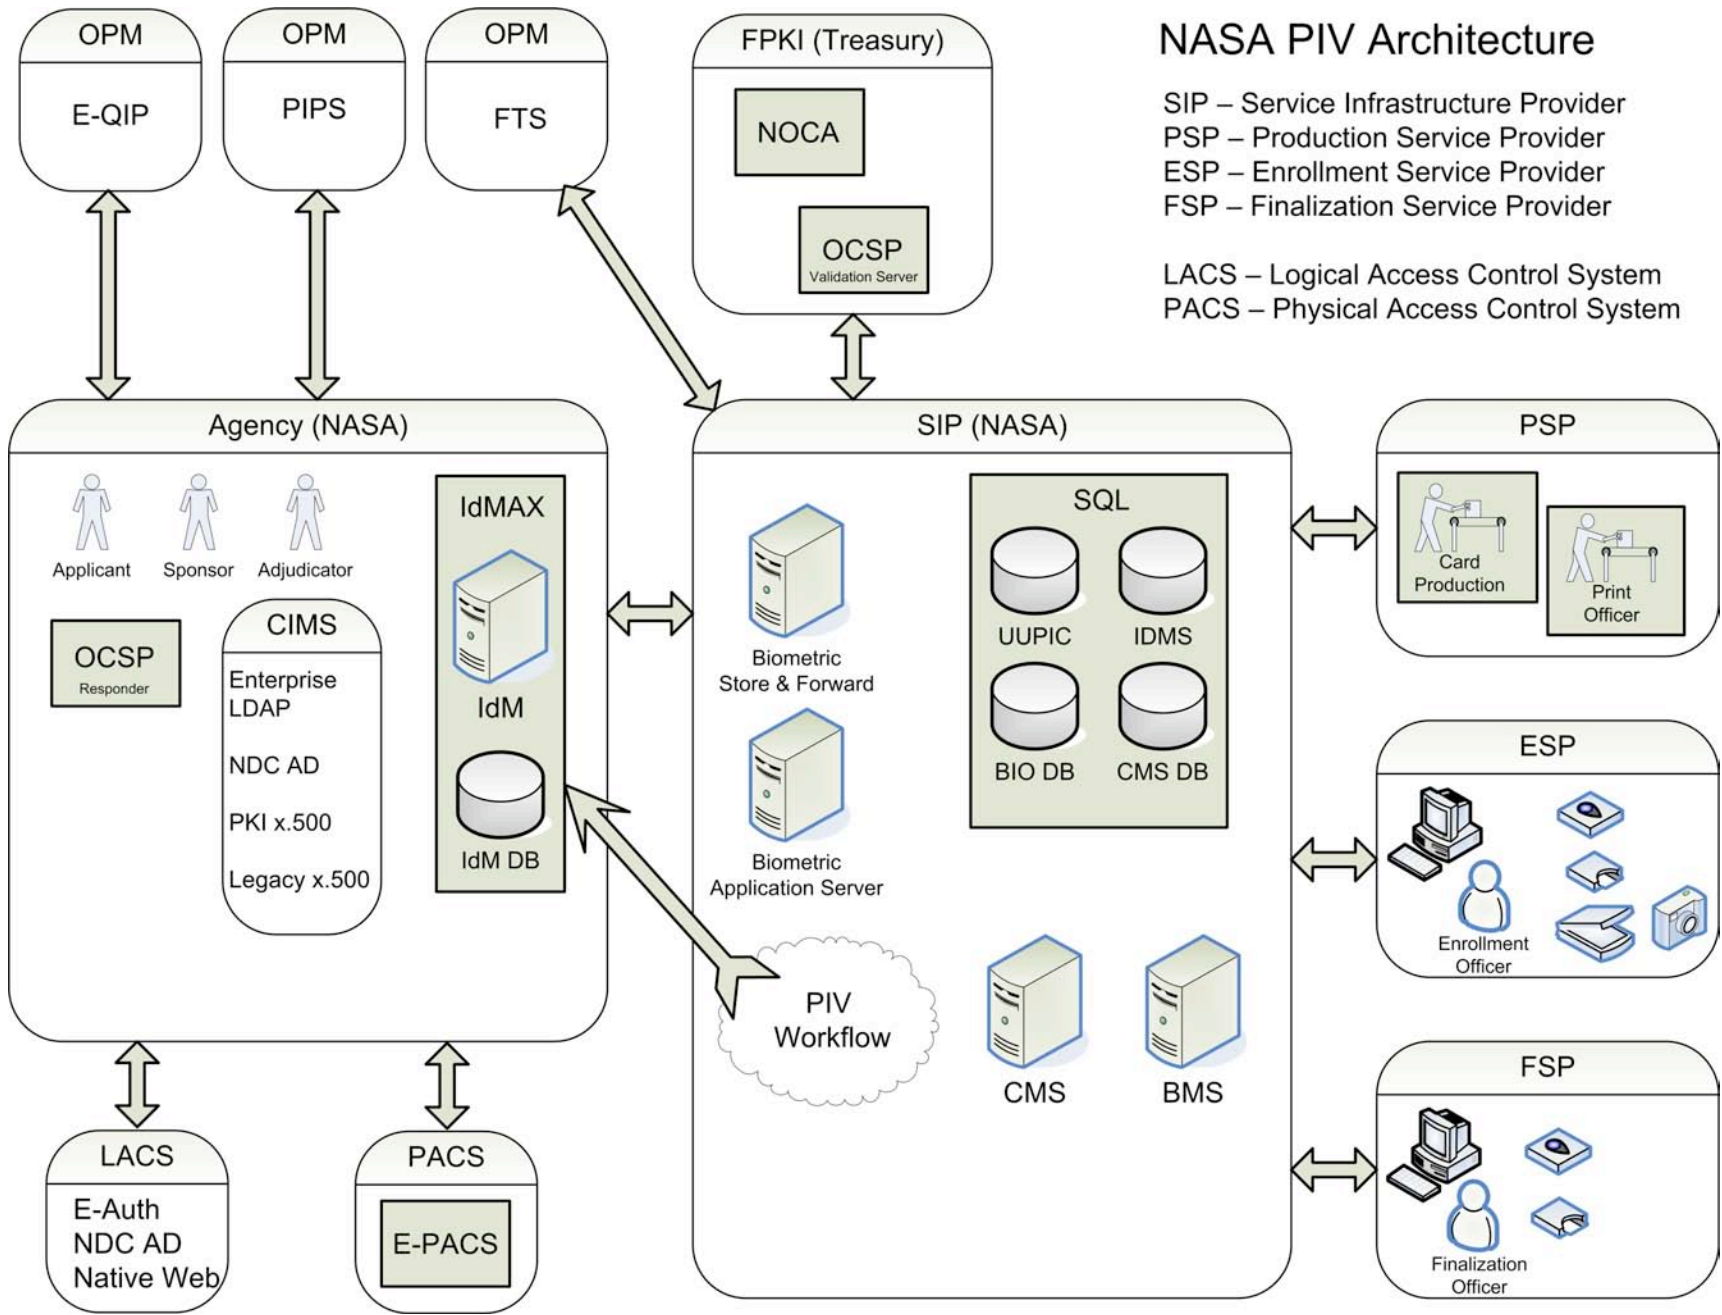 OPM
E-QIP
OPM
PIPS
OPM
FTS
FPKI (Treasury)
NOCA
OCSP
Validation Server
NASA PIV Architecture
SIP – Service Infrastructure Provider
PSP – Production Service Provider
ESP – Enrollment Service Provider
FSP – Finalization Service Provider
LACS – Logical Access Control System
PACS – Physical Access Control System
Agency (NASA)
Applicant
Sponsor
Adjudicator
OCSP
Responder
CIMS
Enterprise
LDAP
NDC AD
PKI x.500
Legacy x.500
IdMAX
IdM
IdM DB
SIP (NASA)
Biometric
Store & Forward
Biometric
Application Server
SQL
UUPIC
IDMS
BIO DB
CMS DB
PIV
Workflow
CMS
BMS
PSP
Card
Production
Print
Officer
ESP
Enrollment
Officer
FSP
Finalization
Officer
LACS
E-Auth
NDC AD
Native Web
PACS
E-PACS